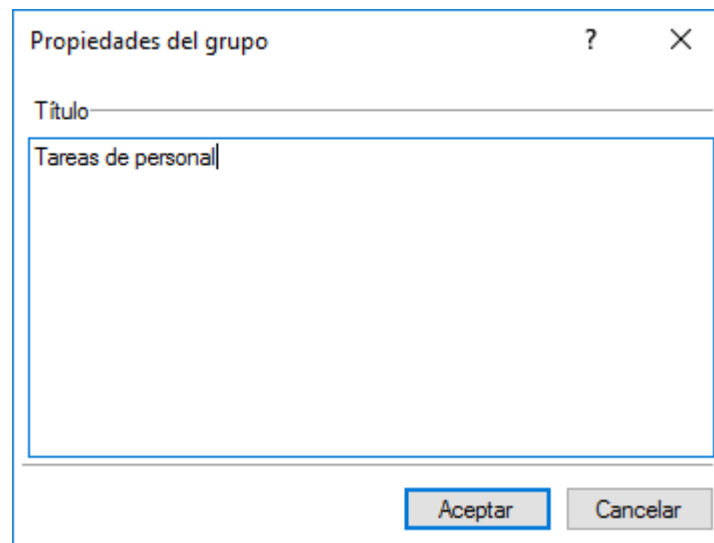 Propiedades del grupo ?
Título
Tareas de personal
Aceptar Cancelar